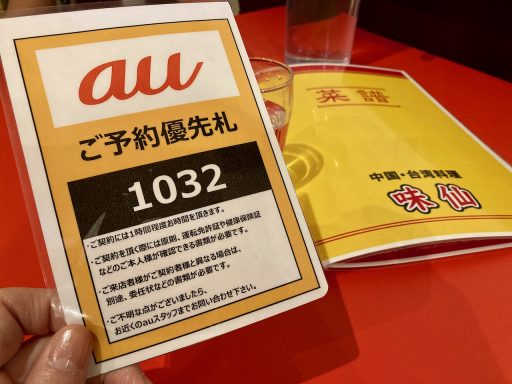 au
ご予約優先札
1032
・ご契約には1時間程度お時間を頂きます。
・ご契約を頂く際には原則、運転免許証や健康保険証
などのご本人様が確認できる書類が必要です。
・ご来店者様がご契約者様と異なる場合は、
別途、委任状などの書類が必要です。
・ご不明な点がございましたら、
お近くのauスタッフまでお問い合わせ下さい。
菜譜
中国・台湾料理
味仙